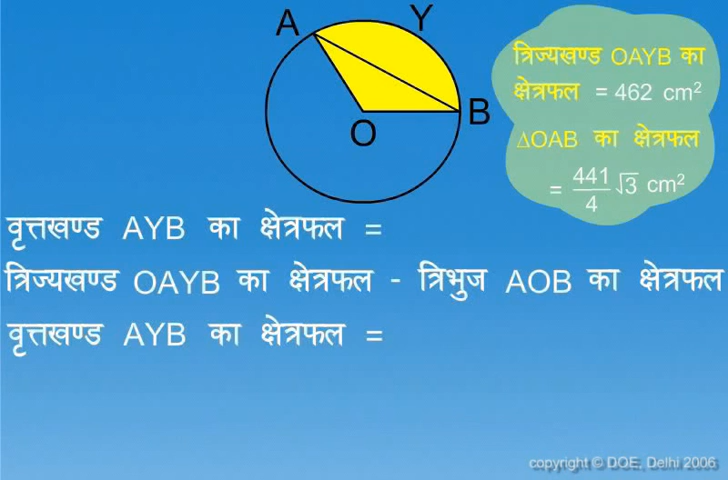 A
Y
B
O
त्रिज्यखण्ड OAYB का
क्षेत्रफल = 462 cm²
∆OAB का क्षेत्रफल
= 441/4 √3 cm²
वृत्तखण्ड AYB का क्षेत्रफल =
त्रिज्यखण्ड OAYB का क्षेत्रफल - त्रिभुज AOB का क्षेत्रफल
वृत्तखण्ड AYB का क्षेत्रफल =
copyright © DOE, Delhi 2006